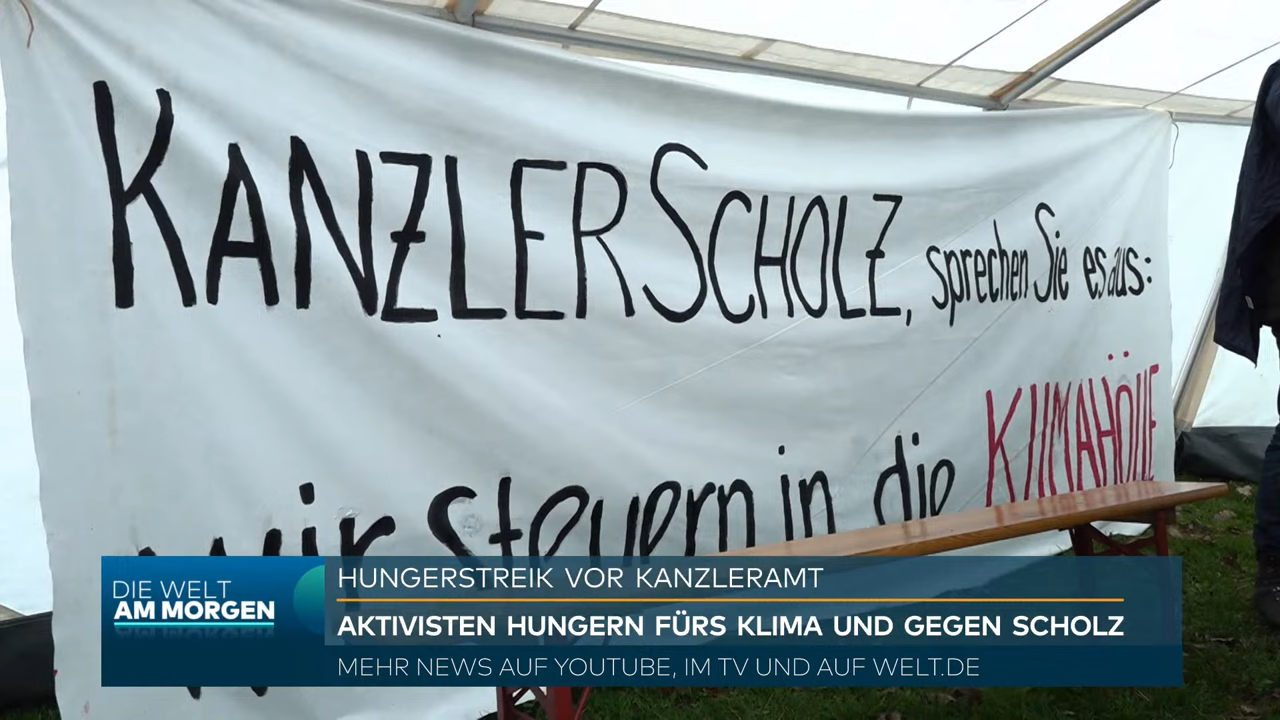 KANZLER SCHOLZ, sprechen Sie es aus:
wir steuern in die KLIMAHÖLLE
DIE WELT
AM MORGEN
HUNGERSTREIK VOR KANZLERAMT
AKTIVISTEN HUNGERN FÜRS KLIMA UND GEGEN SCHOLZ
MEHR NEWS AUF YOUTUBE, IM TV UND AUF WELT.DE